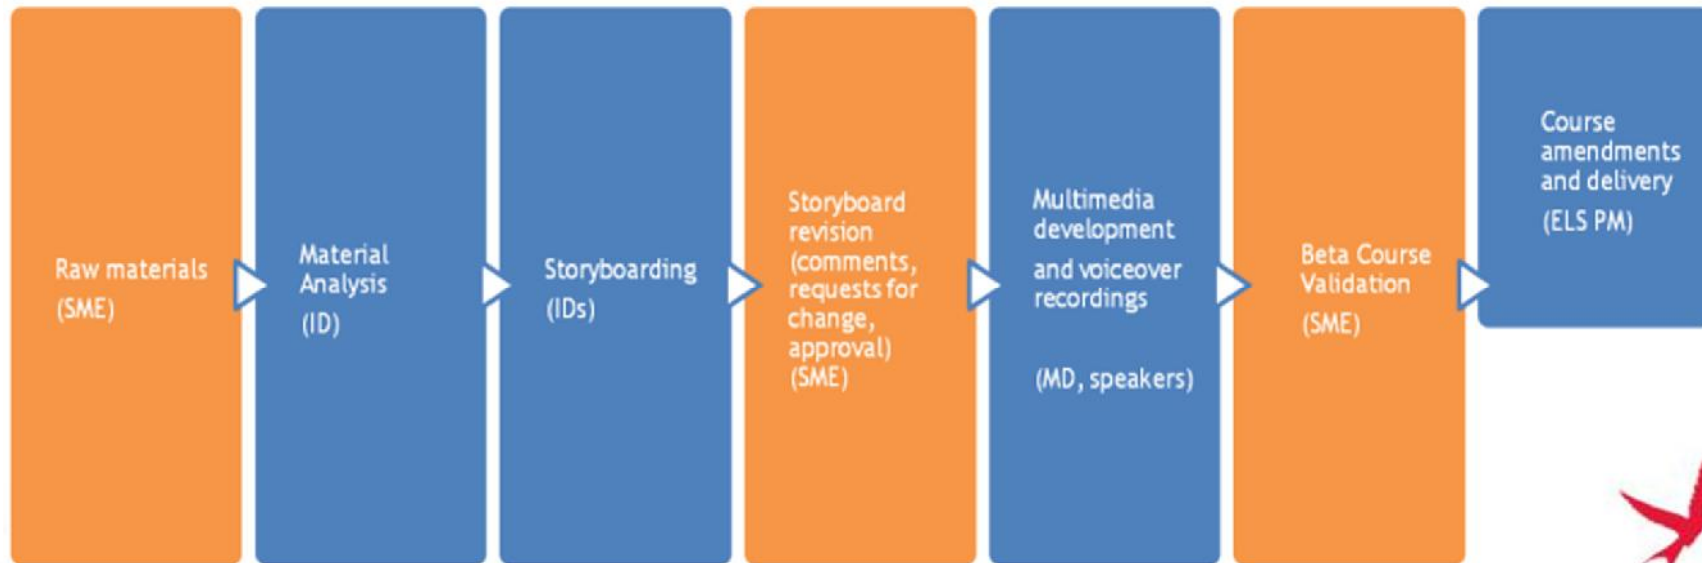 Raw materials
(SME)
Material
Analysis
(ID)
Storyboarding
(IDs)
Storyboard
revision
(comments,
requests for
change,
approval)
(SME)
Multimedia
development
and voiceover
recordings
(MD, speakers)
Beta Course
Validation
(SME)
Course
amendments
and delivery
(ELS PM)